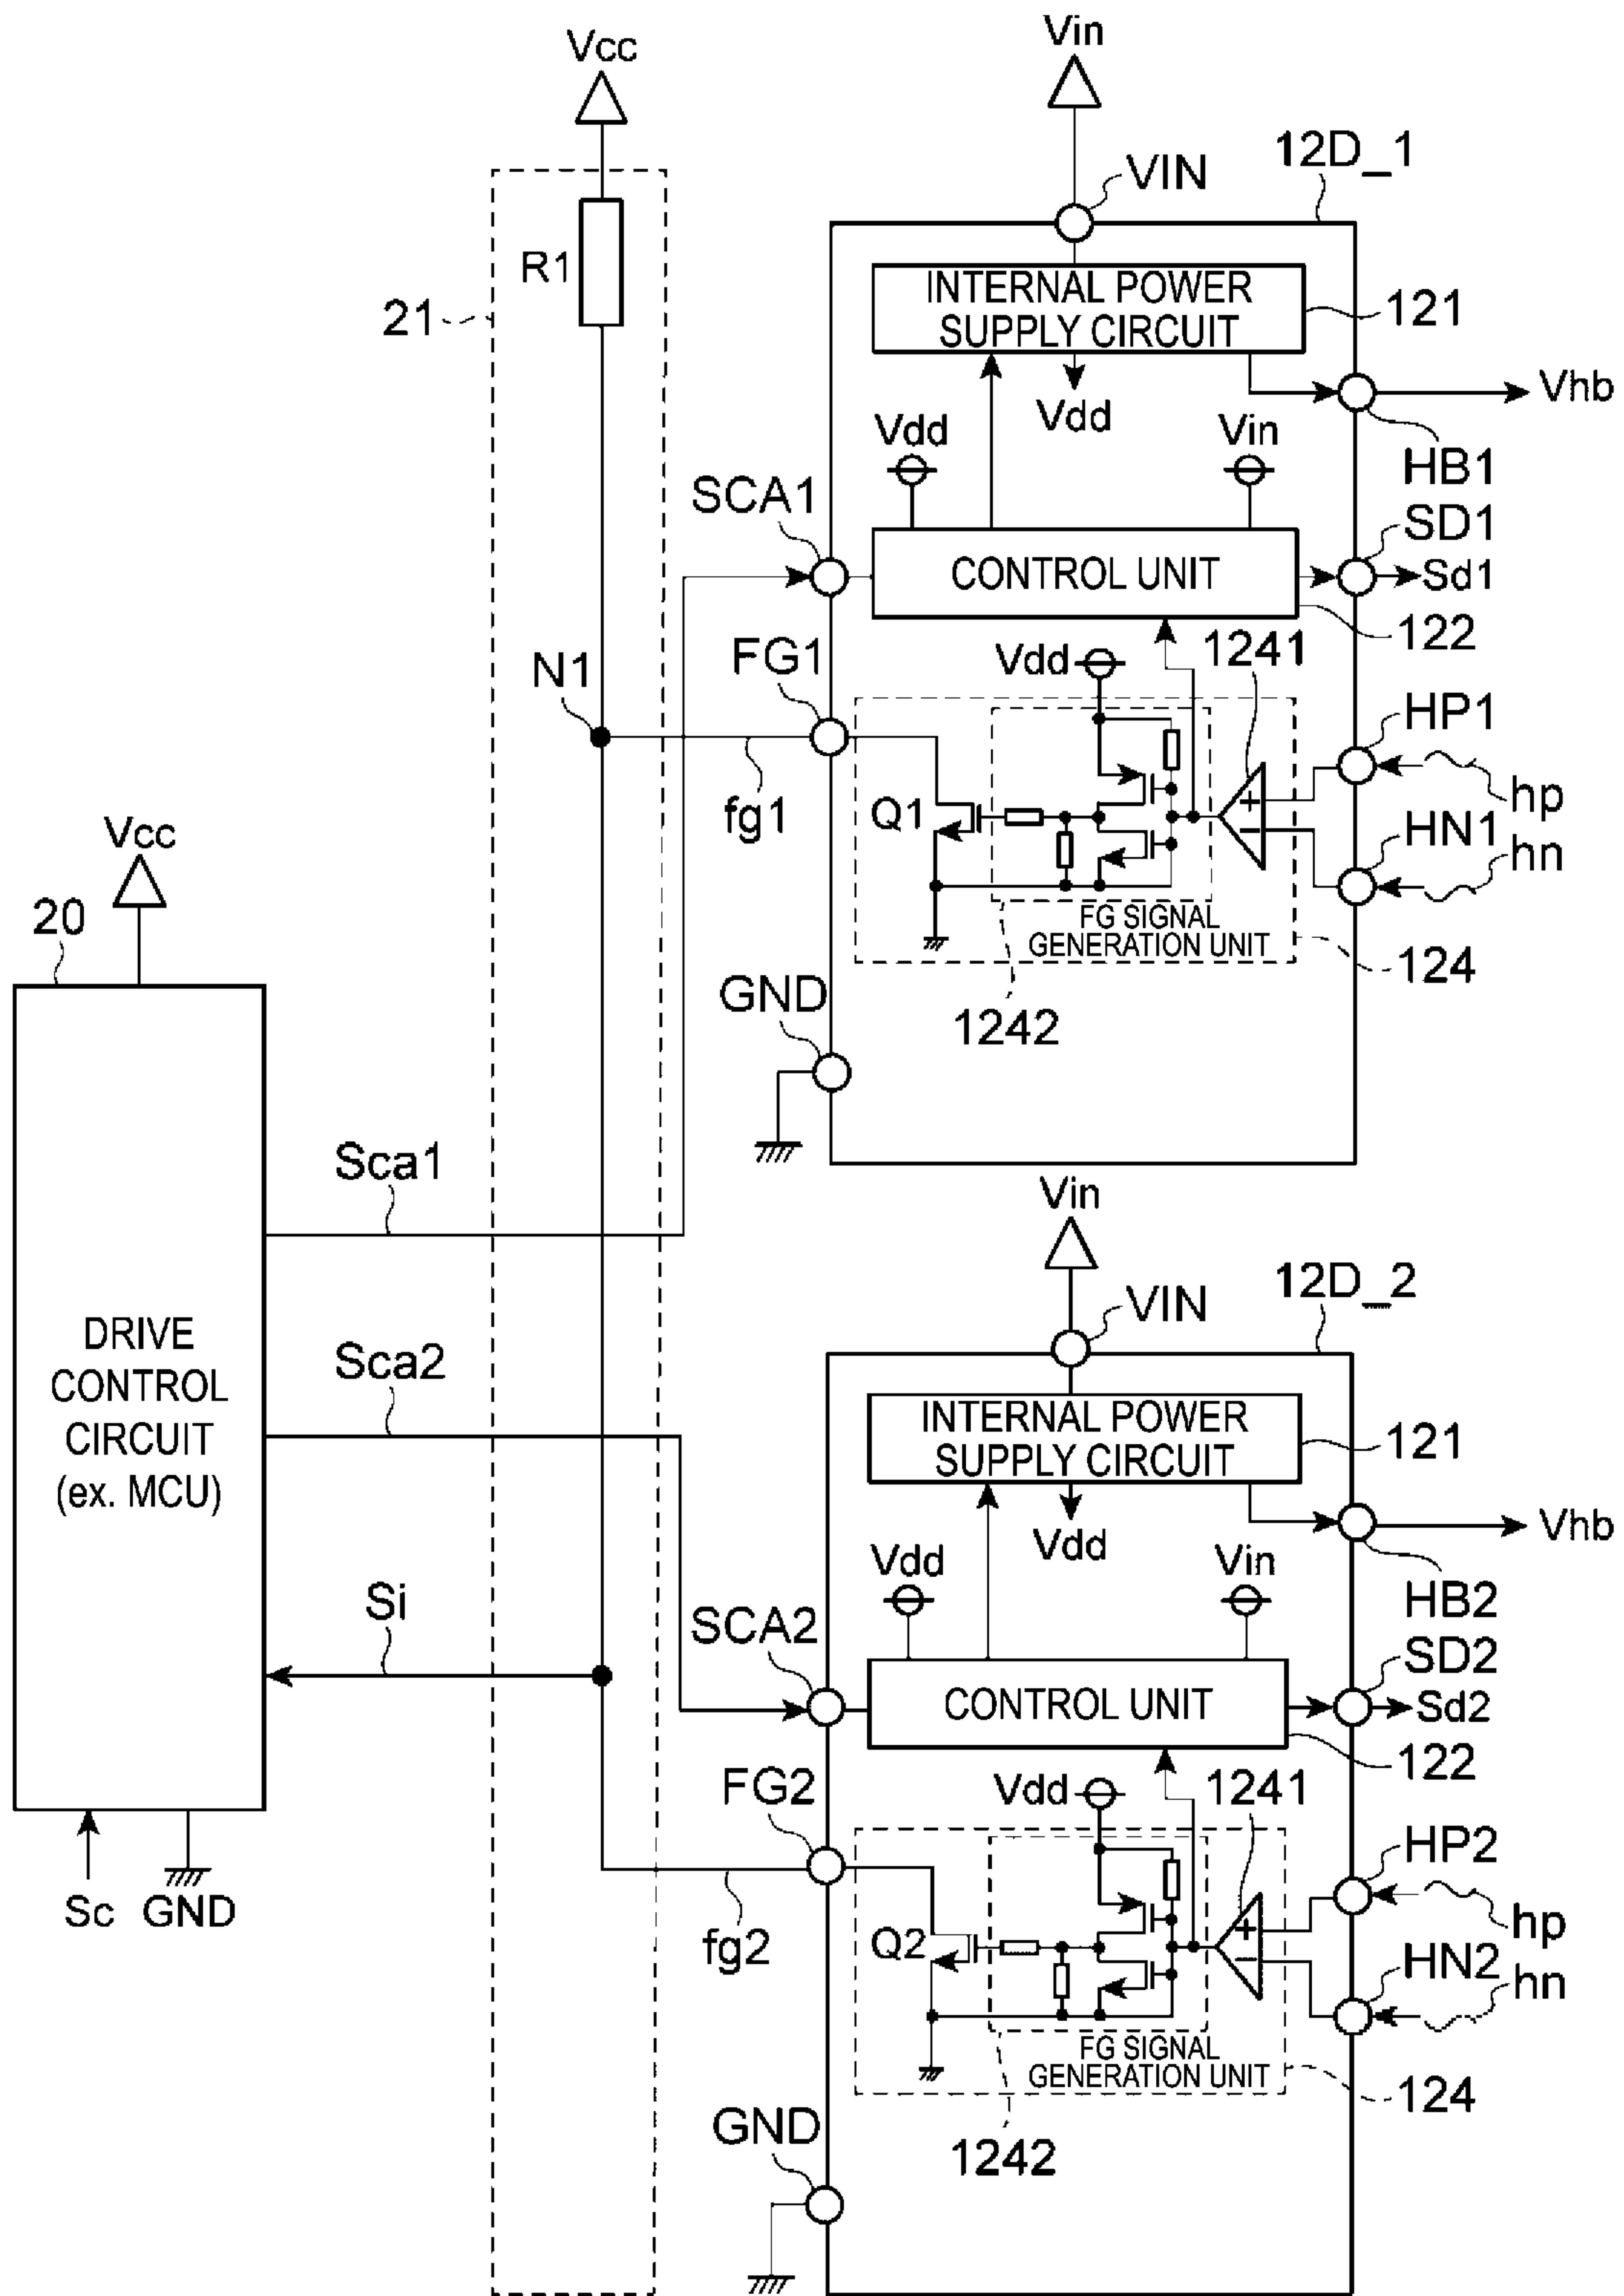 Vin
Vcc
12D_1
VIN
R1
INTERNAL POWER
SUPPLY CIRCUIT
121
21
Vhb
Vdd
Vdd
Vin
HB1
SCA1
SD1
CONTROL UNIT
Sd1
122
1241
FG1
Vdd
N1
HP1
hp
fg1
Q1
HN1
hn
Vcc
20
FG SIGNAL
GENERATION UNIT
124
GND
1242
Sca1
Vin
12D_2
VIN
DRIVE
CONTROL
CIRCUIT
(ex. MCU)
Sca2
INTERNAL POWER
SUPPLY CIRCUIT
121
Vhb
Vdd
Vdd
Vin
Si
HB2
SCA2
SD2
CONTROL UNIT
Sd2
122
FG2
Vdd
1241
HP2
Sc
GND
hp
fg2
Q2
HN2
hn
FG SIGNAL
GENERATION UNIT
124
GND
1242